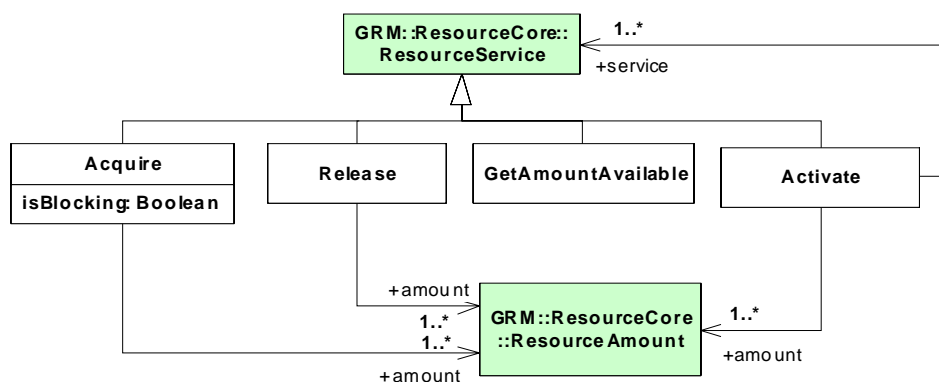 GRM::ResourceCore::
ResourceService
1..*
+service
Acquire
isBlocking: Boolean
Release
GetAmountAvailable
Activate
+amount
1..*
1..*
+amount
GRM::ResourceCore
::ResourceAmount
1..*
+amount